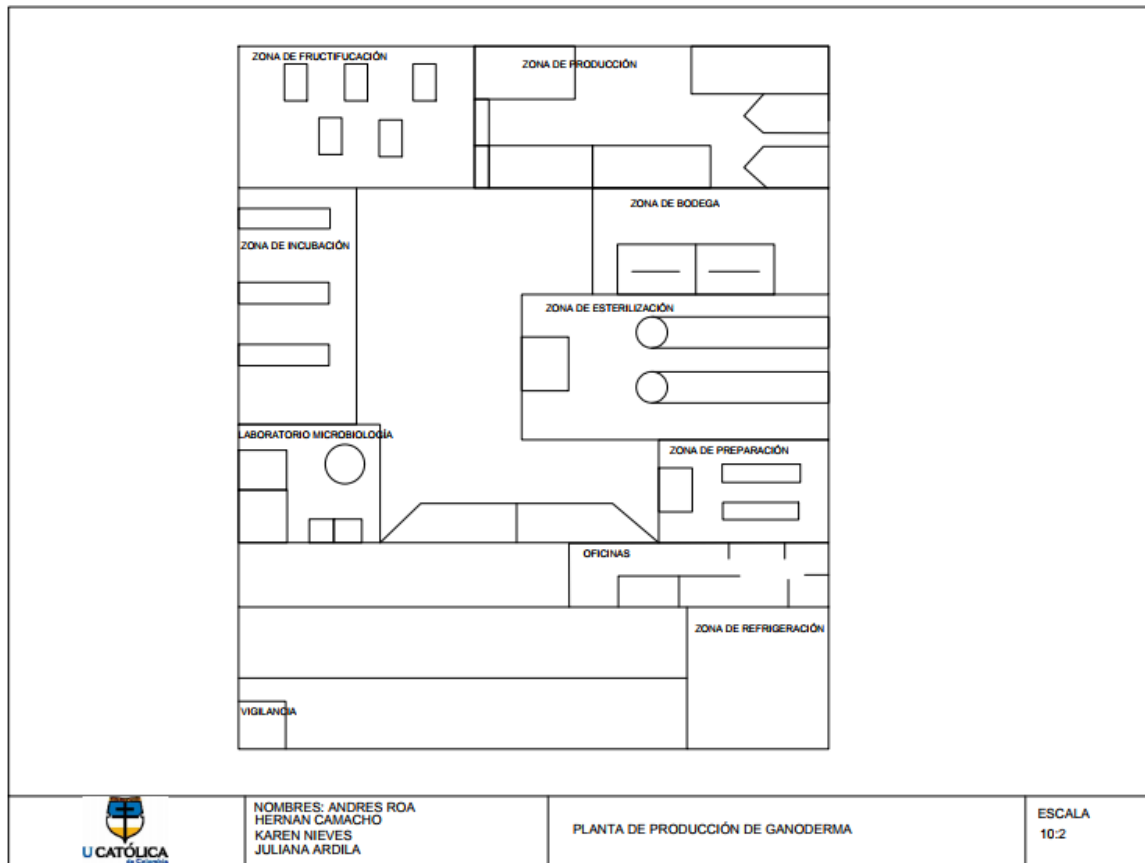 ZONA DE FRUCTIFUCACIÓN
ZONA DE PRODUCCIÓN
ZONA DE BODEGA
ZONA DE INCUBACIÓN
ZONA DE ESTERILIZACIÓN
LABORATORIO MICROBIOLOGÍA
ZONA DE PREPARACIÓN
OFICINAS
ZONA DE REFRIGERACIÓN
VIGILANCIA
U CATÓLICA
de Colombia
NOMBRES: ANDRES ROA
HERNAN CAMACHO
KAREN NIEVES
JULIANA ARDILA
PLANTA DE PRODUCCIÓN DE GANODERMA
ESCALA
10:2